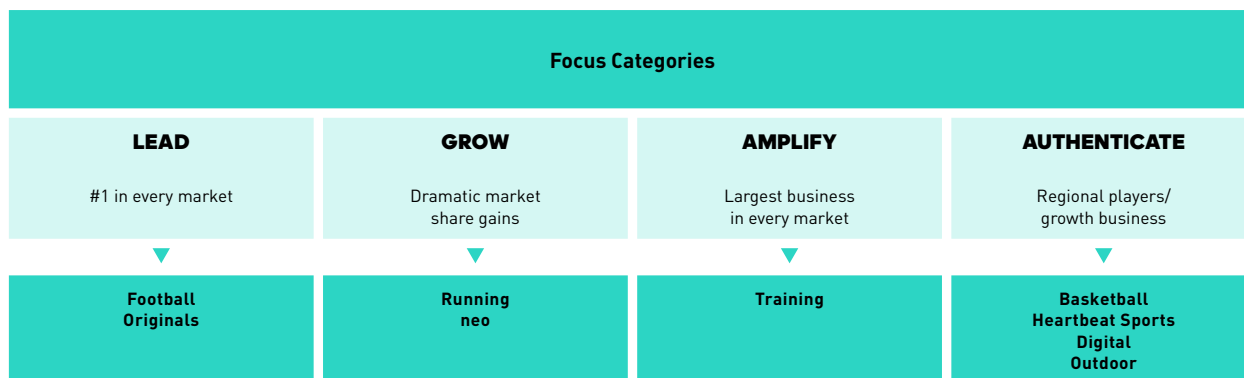 Focus Categories
LEAD
#1 in every market
Football
Originals
GROW
Dramatic market
share gains
Running
neo
AMPLIFY
Largest business
in every market
Training
AUTHENTICATE
Regional players/
growth business
Basketball
Heartbeat Sports
Digital
Outdoor